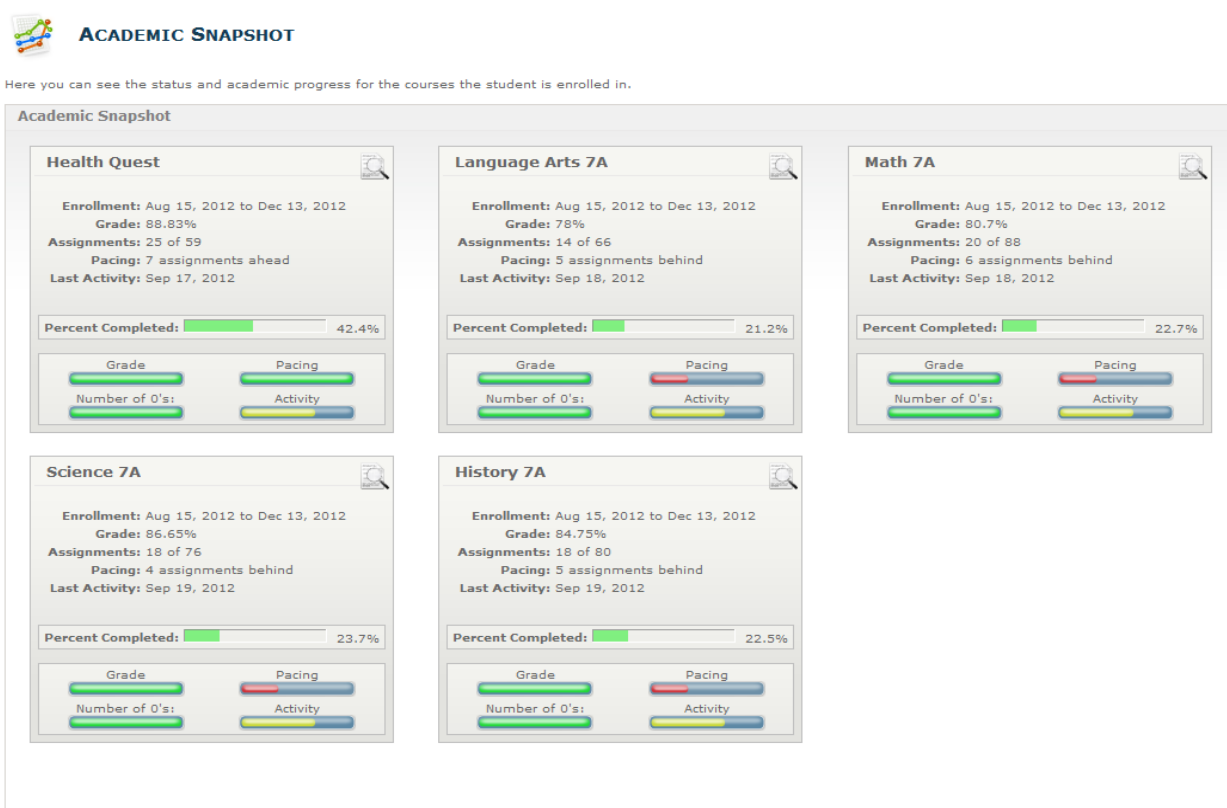 ACADEMIC SNAPSHOT
Here you can see the status and academic progress for the courses the student is enrolled in.
Academic Snapshot
Health Quest
Enrollment: Aug 15, 2012 to Dec 13, 2012
Grade: 88.83%
Assignments: 25 of 59
Pacing: 7 assignments ahead
Last Activity: Sep 17, 2012
Percent Completed: 42.4%
Grade Pacing
Number of 0's: Activity
Language Arts 7A
Enrollment: Aug 15, 2012 to Dec 13, 2012
Grade: 78%
Assignments: 14 of 66
Pacing: 5 assignments behind
Last Activity: Sep 18, 2012
Percent Completed: 21.2%
Grade Pacing
Number of 0's: Activity
Math 7A
Enrollment: Aug 15, 2012 to Dec 13, 2012
Grade: 80.7%
Assignments: 20 of 88
Pacing: 6 assignments behind
Last Activity: Sep 18, 2012
Percent Completed: 22.7%
Grade Pacing
Number of 0's: Activity
Science 7A
Enrollment: Aug 15, 2012 to Dec 13, 2012
Grade: 86.65%
Assignments: 18 of 76
Pacing: 4 assignments behind
Last Activity: Sep 19, 2012
Percent Completed: 23.7%
Grade Pacing
Number of 0's: Activity
History 7A
Enrollment: Aug 15, 2012 to Dec 13, 2012
Grade: 84.75%
Assignments: 18 of 80
Pacing: 5 assignments behind
Last Activity: Sep 19, 2012
Percent Completed: 22.5%
Grade Pacing
Number of 0's: Activity